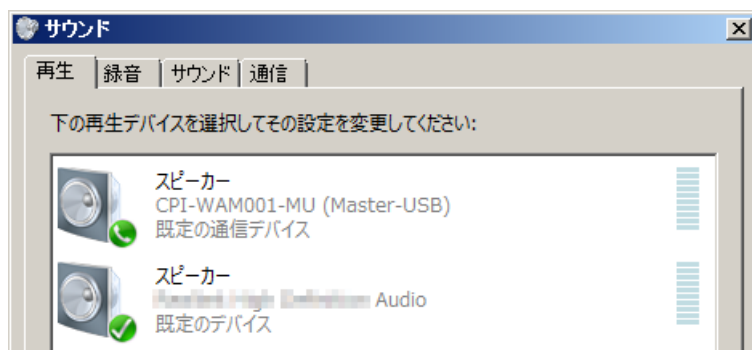 サウンド
再生 録音 サウンド 通信
下の再生デバイスを選択してその設定を変更してください:
スピーカー
CPI-WAM001-MU (Master-USB)
既定の通信デバイス
スピーカー
Audio
既定のデバイス